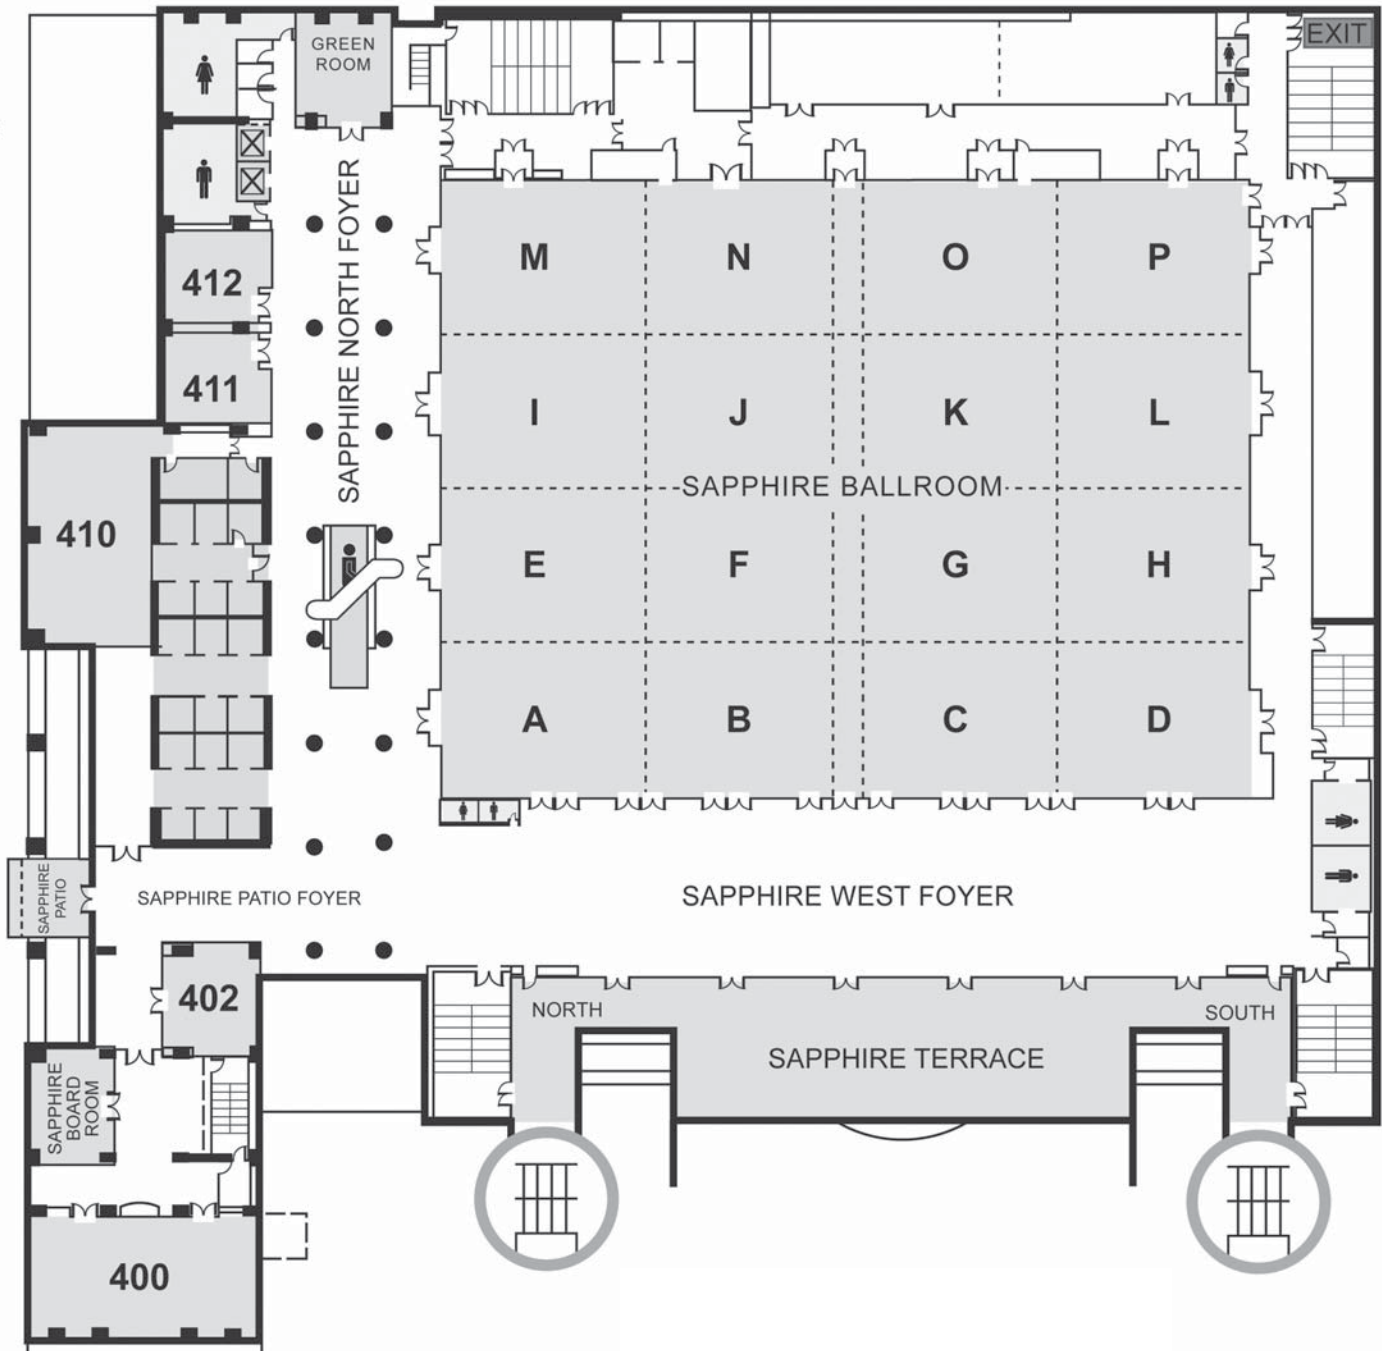 EXIT
GREEN
ROOM
SAPPHIRE NORTH FOYER
412
M
N
O
P
411
I
J
K
L
SAPPHIRE BALLROOM
410
E
F
G
H
A
B
C
D
SAPPHIRE
PATIO
SAPPHIRE PATIO FOYER
SAPPHIRE WEST FOYER
402
NORTH
SOUTH
SAPPHIRE TERRACE
SAPPHIRE
BOARD
ROOM
400